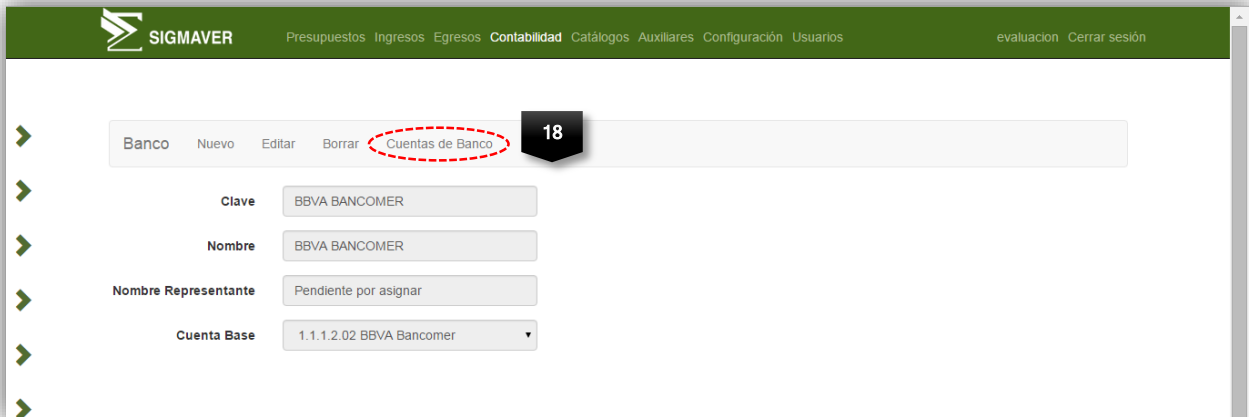 SIGMAVER Presupuestos Ingresos Egresos Contabilidad Catálogos Auxiliares Configuración Usuarios evaluacion Cerrar sesión
Banco Nuevo Editar Borrar Cuentas de Banco 18
Clave BBVA BANCOMER
Nombre BBVA BANCOMER
Nombre Representante Pendiente por asignar
Cuenta Base 1.1.1.2.02 BBVA Bancomer